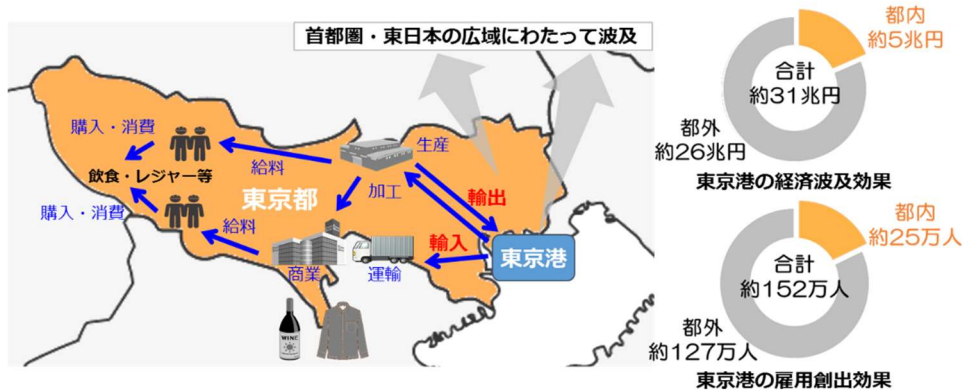 首都圏・東日本の広域にわたって波及
購入・消費
給料
生産
飲食・レジャー等
東京都
加工
輸出
購入・消費
給料
輸入
東京港
商業
運輸
WINE
都内
約5兆円
合計
約31兆円
都外
約26兆円
東京港の経済波及効果
都内
約25万人
合計
約152万人
都外
約127万人
東京港の雇用創出効果